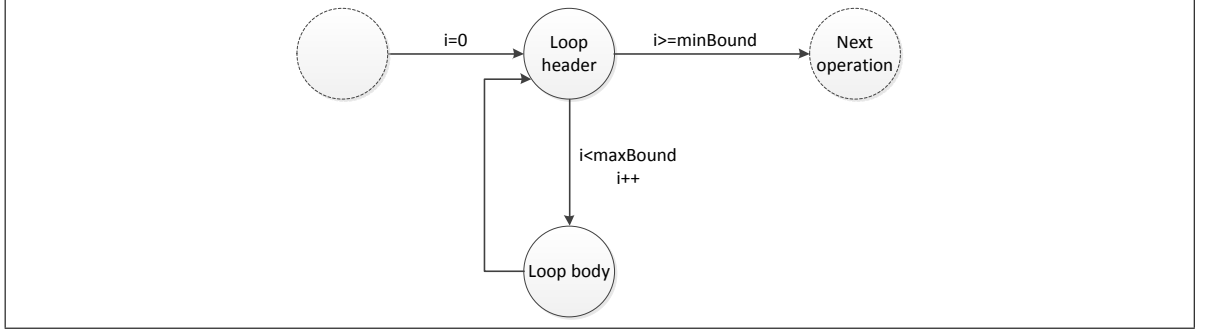 i=0
Loop
header
i>=minBound
Next
operation
i<maxBound
i++
Loop body